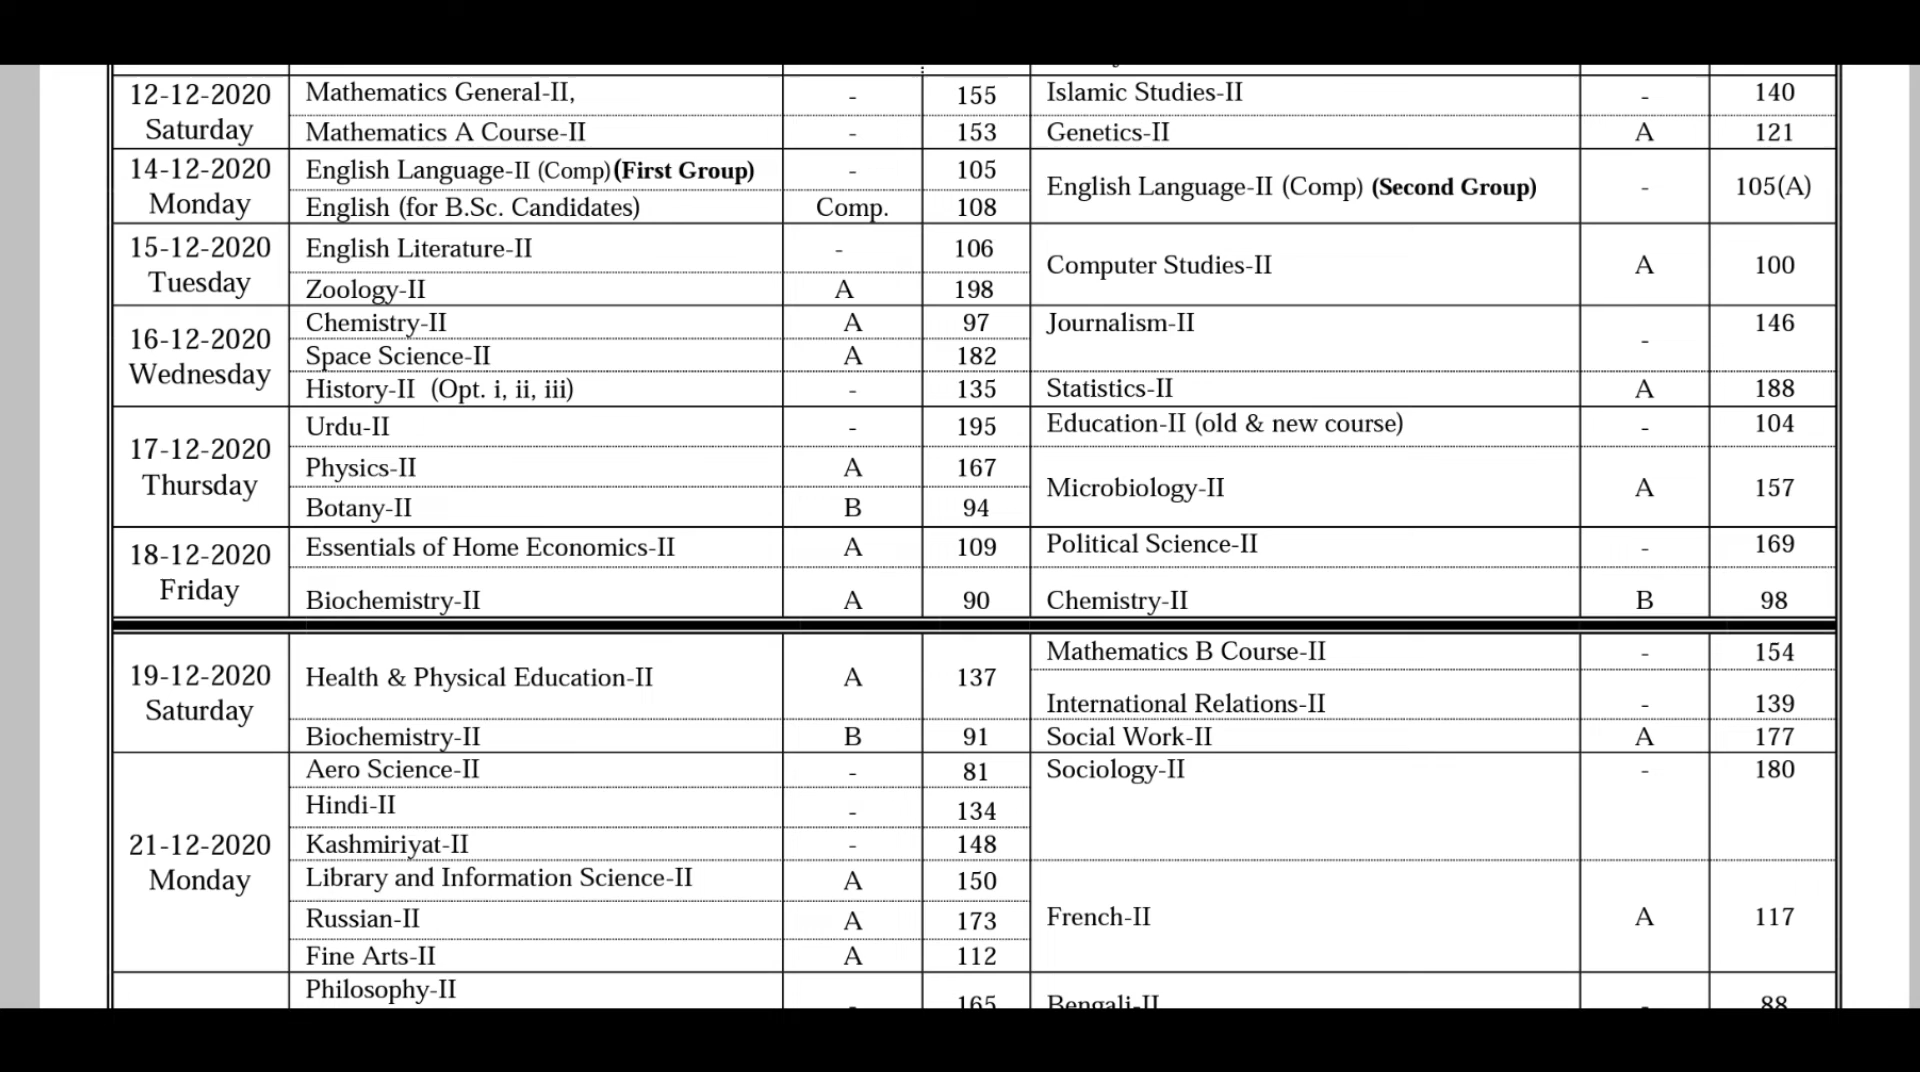 12-12-2020 Saturday
Mathematics General-II, - 155 Islamic Studies-II - 140
Mathematics A Course-II - 153 Genetics-II A 121
14-12-2020 Monday
English Language-II (Comp)(First Group) - 105 English Language-II (Comp) (Second Group) - 105(A)
English (for B.Sc. Candidates) Comp. 108
15-12-2020 Tuesday
English Literature-II - 106 Computer Studies-II A 100
Zoology-II A 198
16-12-2020 Wednesday
Chemistry-II A 97 Journalism-II - 146
Space Science-II A 182
History-II (Opt. i, ii, iii) - 135 Statistics-II A 188
17-12-2020 Thursday
Urdu-II - 195 Education-II (old & new course) - 104
Physics-II A 167 Microbiology-II A 157
Botany-II B 94
18-12-2020 Friday
Essentials of Home Economics-II A 109 Political Science-II - 169
Biochemistry-II A 90 Chemistry-II B 98
19-12-2020 Saturday
Health & Physical Education-II A 137 Mathematics B Course-II - 154
International Relations-II - 139
Biochemistry-II B 91 Social Work-II A 177
21-12-2020 Monday
Aero Science-II - 81 Sociology-II - 180
Hindi-II - 134
Kashmiriyat-II - 148
Library and Information Science-II A 150 French-II A 117
Russian-II A 173
Fine Arts-II A 112
Philosophy-II - 165 Bengali-II - 88